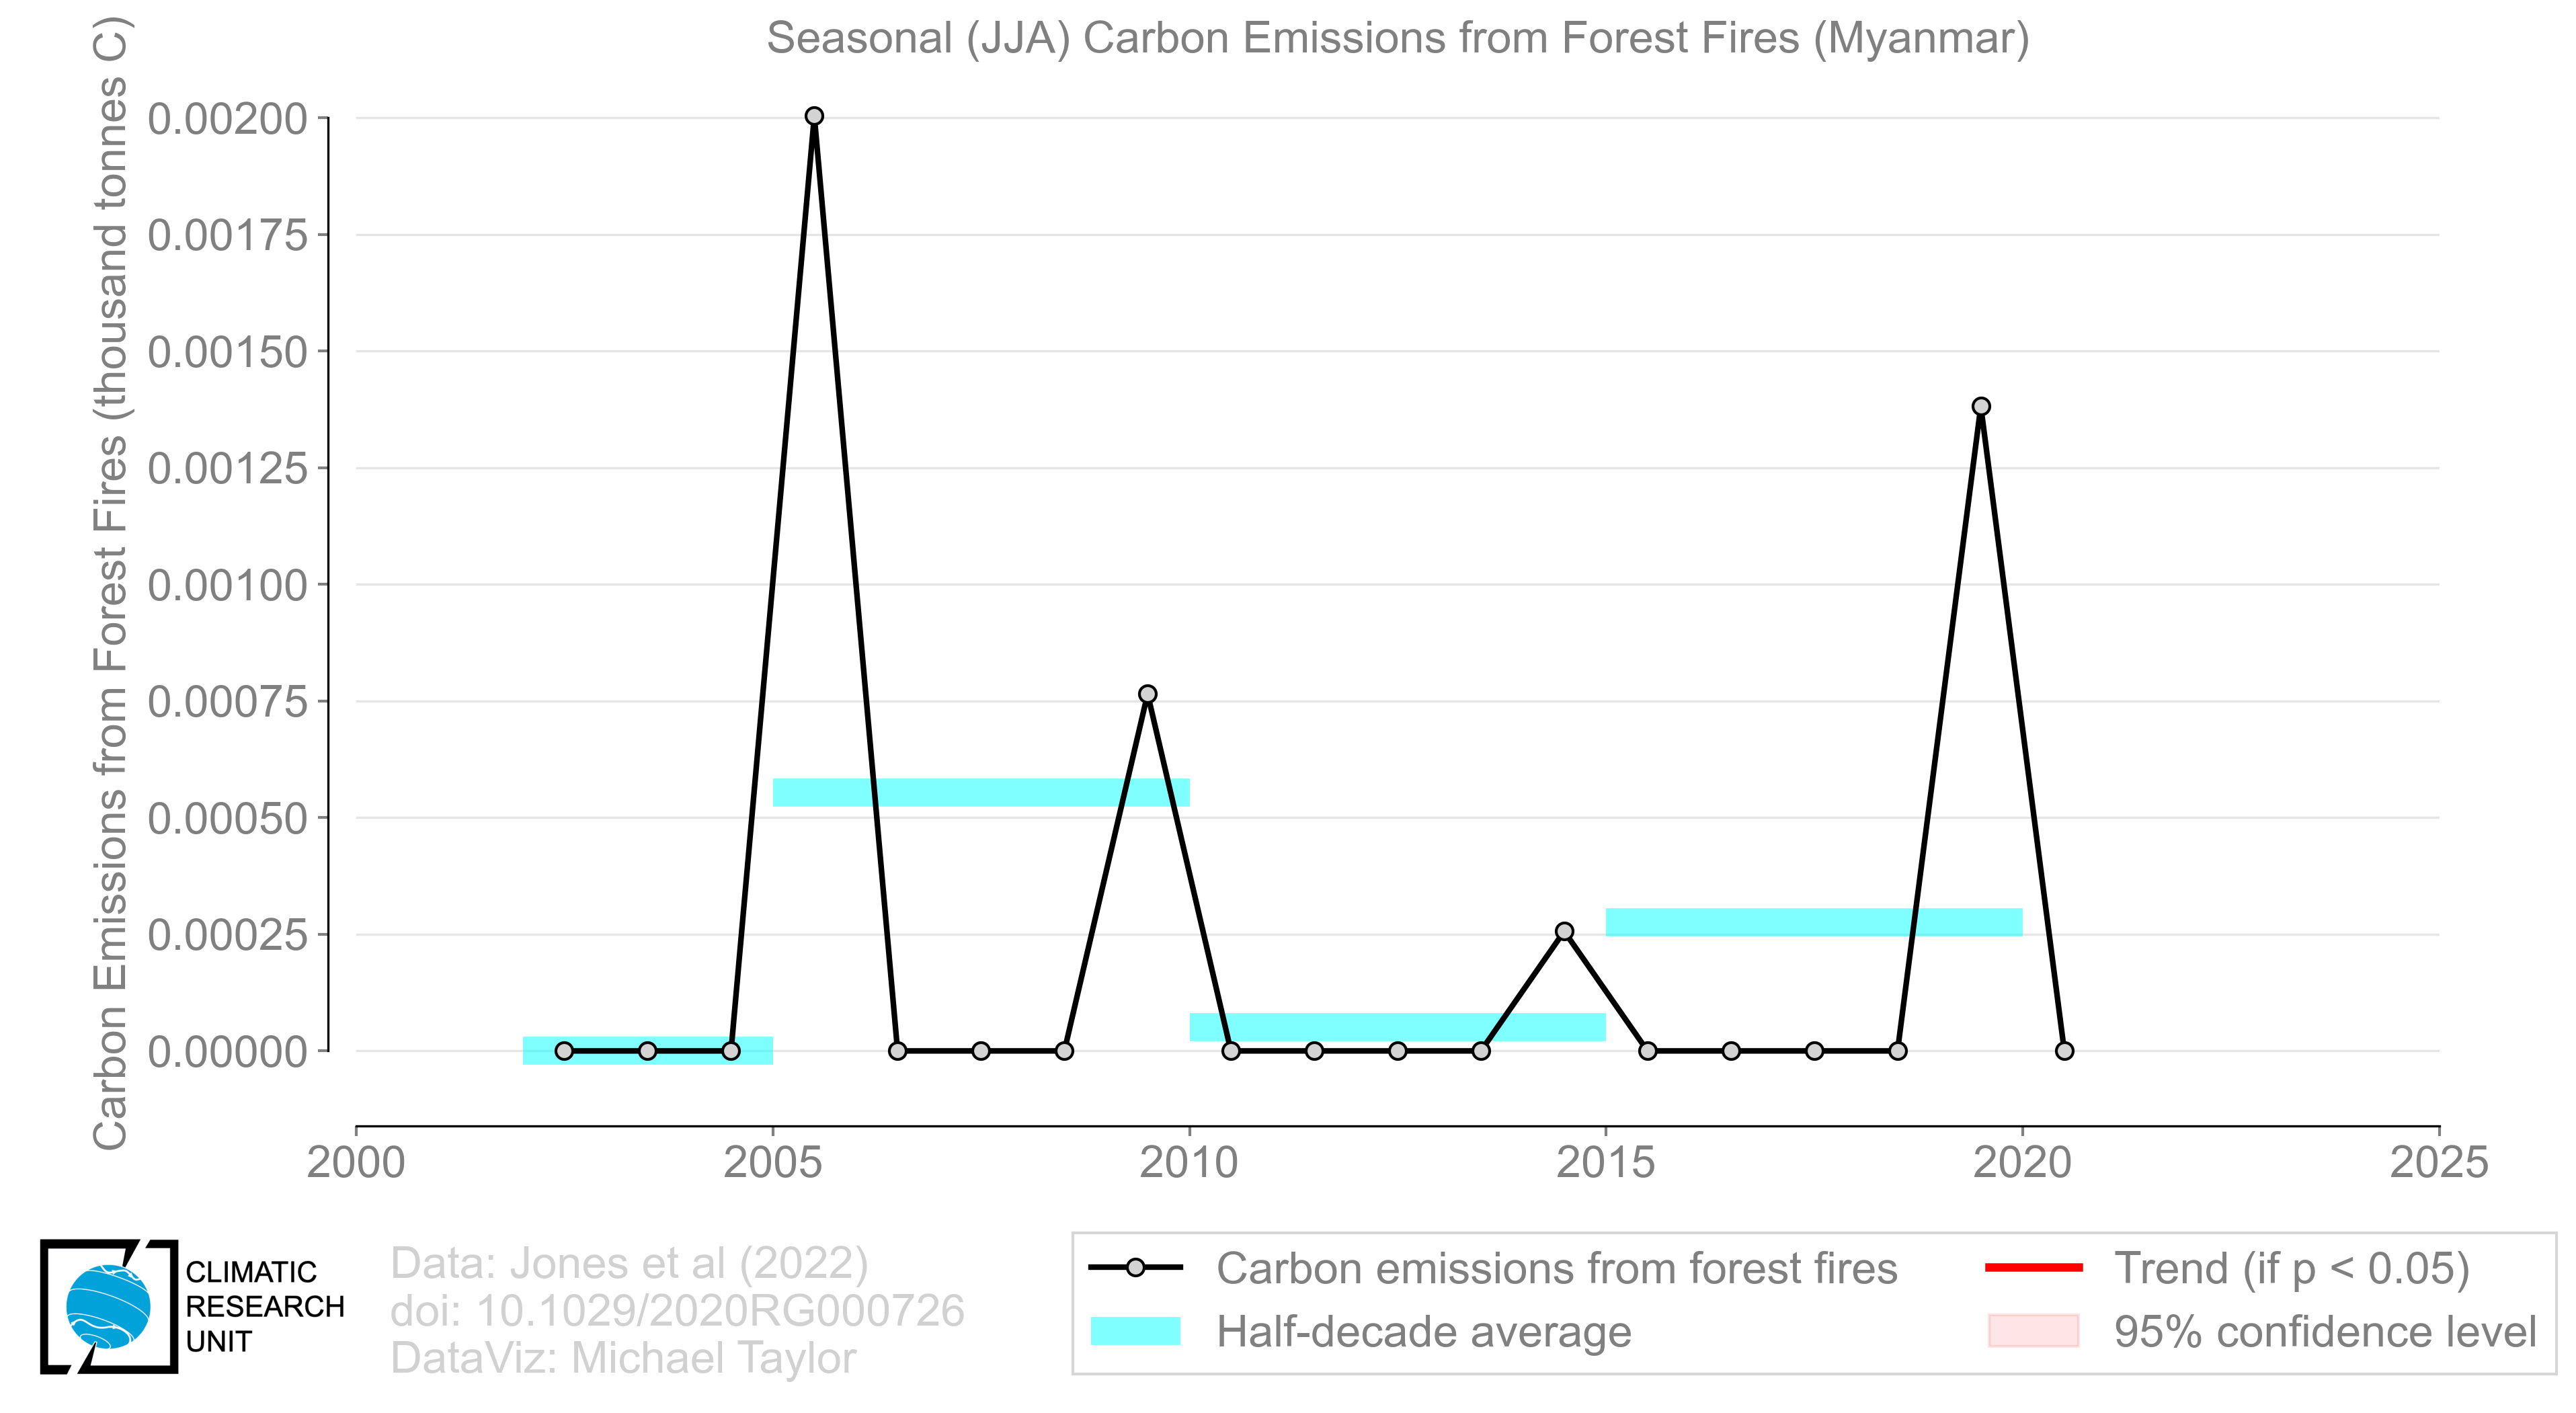 Seasonal (JJA) Carbon Emissions from Forest Fires (Myanmar)
Carbon Emissions from Forest Fires (thousand tonnes C)
0.00200
0.00175
0.00150
0.00125
0.00100
0.00075
0.00050
0.00025
0.00000
2000 2005 2010 2015 2020 2025
CLIMATIC
RESEARCH
UNIT
Data: Jones et al (2022)
doi: 10.1029/2020RG000726
DataViz: Michael Taylor
Carbon emissions from forest fires
Half-decade average
Trend (if p < 0.05)
95% confidence level